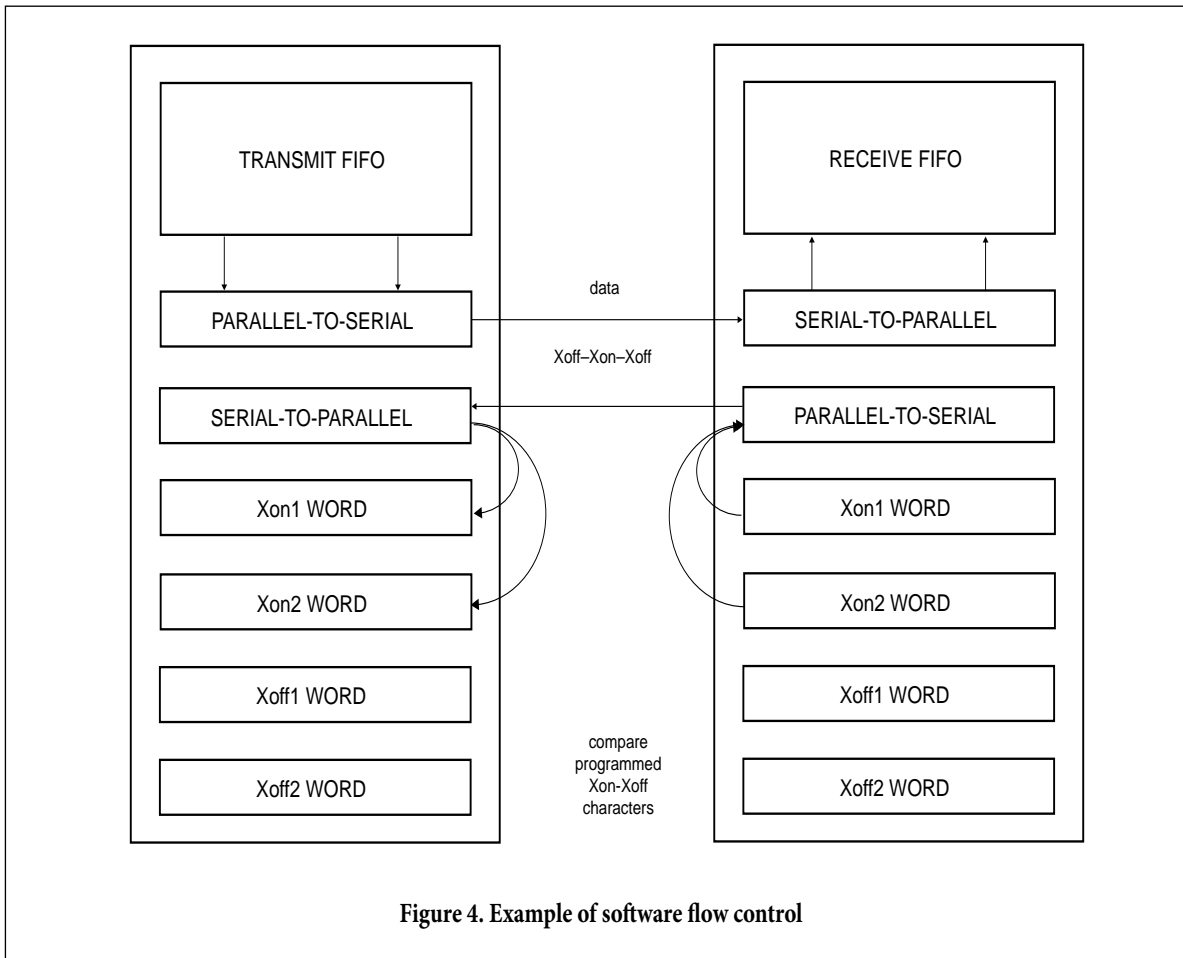 TRANSMIT FIFO
RECEIVE FIFO
data
PARALLEL-TO-SERIAL
SERIAL-TO-PARALLEL
Xoff–Xon–Xoff
SERIAL-TO-PARALLEL
PARALLEL-TO-SERIAL
Xon1 WORD
Xon1 WORD
Xon2 WORD
Xon2 WORD
Xoff1 WORD
Xoff1 WORD
compare
programmed
Xon-Xoff
characters
Xoff2 WORD
Xoff2 WORD
Figure 4. Example of software flow control